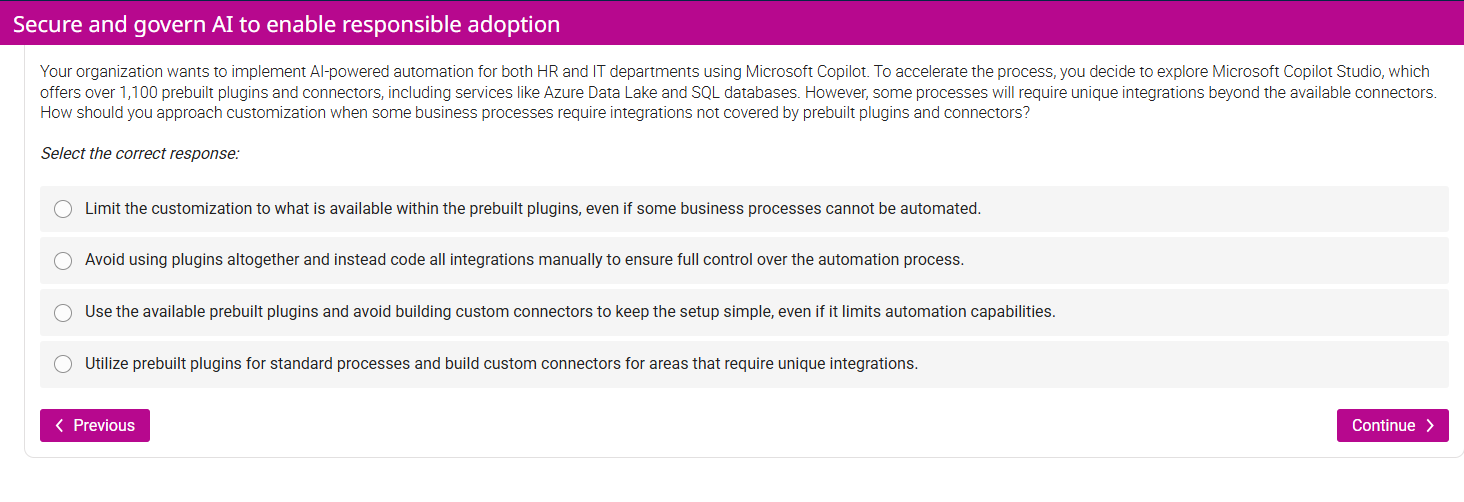 Secure and govern AI to enable responsible adoption
Your organization wants to implement AI-powered automation for both HR and IT departments using Microsoft Copilot. To accelerate the process, you decide to explore Microsoft Copilot Studio, which
offers over 1,100 prebuilt plugins and connectors, including services like Azure Data Lake and SQL databases. However, some processes will require unique integrations beyond the available connectors.
How should you approach customization when some business processes require integrations not covered by prebuilt plugins and connectors?
Select the correct response:
Limit the customization to what is available within the prebuilt plugins, even if some business processes cannot be automated.
Avoid using plugins altogether and instead code all integrations manually to ensure full control over the automation process.
Use the available prebuilt plugins and avoid building custom connectors to keep the setup simple, even if it limits automation capabilities.
Utilize prebuilt plugins for standard processes and build custom connectors for areas that require unique integrations.
Previous
Continue